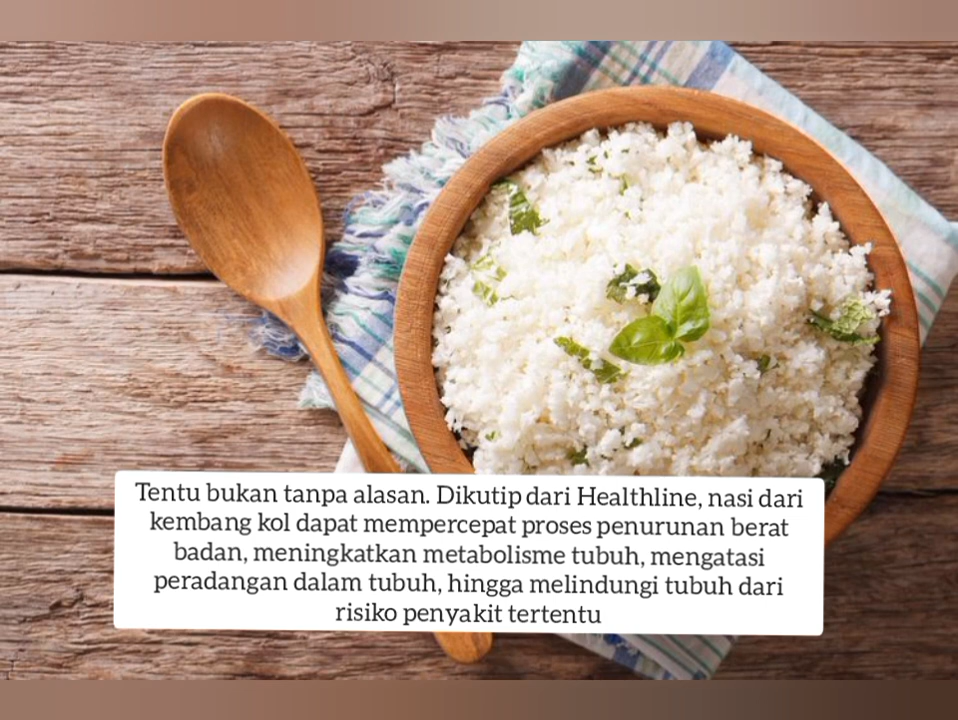 Tentu bukan tanpa alasan. Dikutip dari Healthline, nasi dari
kembang kol dapat mempercepat proses penurunan berat
badan, meningkatkan metabolisme tubuh, mengatasi
peradangan dalam tubuh, hingga melindungi tubuh dari
risiko penyakit tertentu